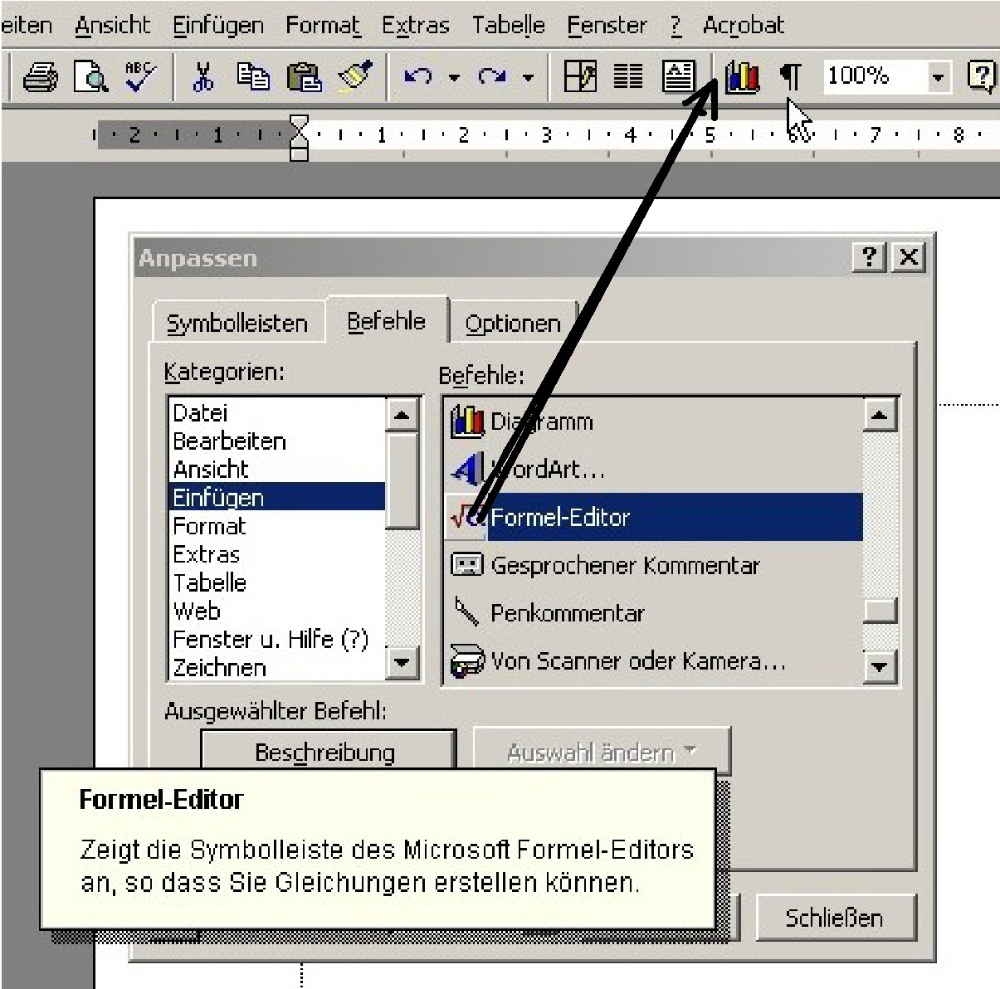 eiten Ansicht Einfügen Format Extras Tabelle Fenster ? Acrobat
ABC 100% ?
2 1 1 2 3 4 5 6 7 8
Anpassen ? X
Symbolleisten Befehle Optionen
Kategorien: Befehle:
Datei
Bearbeiten
Ansicht
Einfügen
Format
Extras
Tabelle
Web
Fenster u. Hilfe (?)
Zeichnen
Diagramm
WordArt...
Formel-Editor
Gesprochener Kommentar
Penkommentar
Von Scanner oder Kamera...
Ausgewählter Befehl:
Beschreibung Auswahl ändern
Formel-Editor
Zeigt die Symbolleiste des Microsoft Formel-Editors
an, so dass Sie Gleichungen erstellen können.
Schließen